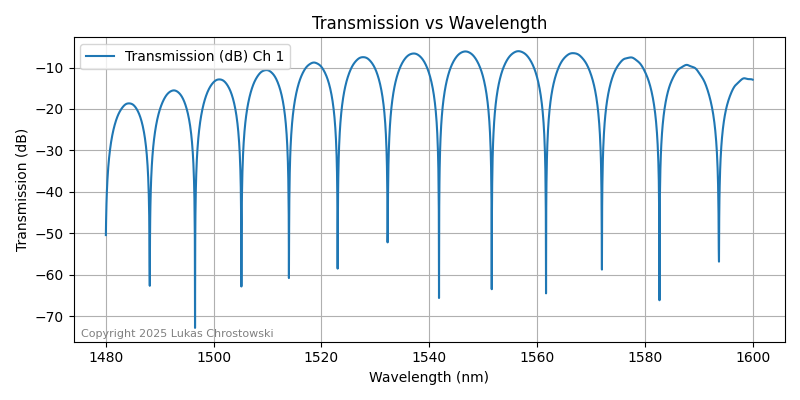 Transmission vs Wavelength
Transmission (dB) Ch 1
Transmission (dB)
−10
−20
−30
−40
−50
−60
−70
Copyright 2025 Lukas Chrostowski
1480 1500 1520 1540 1560 1580 1600
Wavelength (nm)